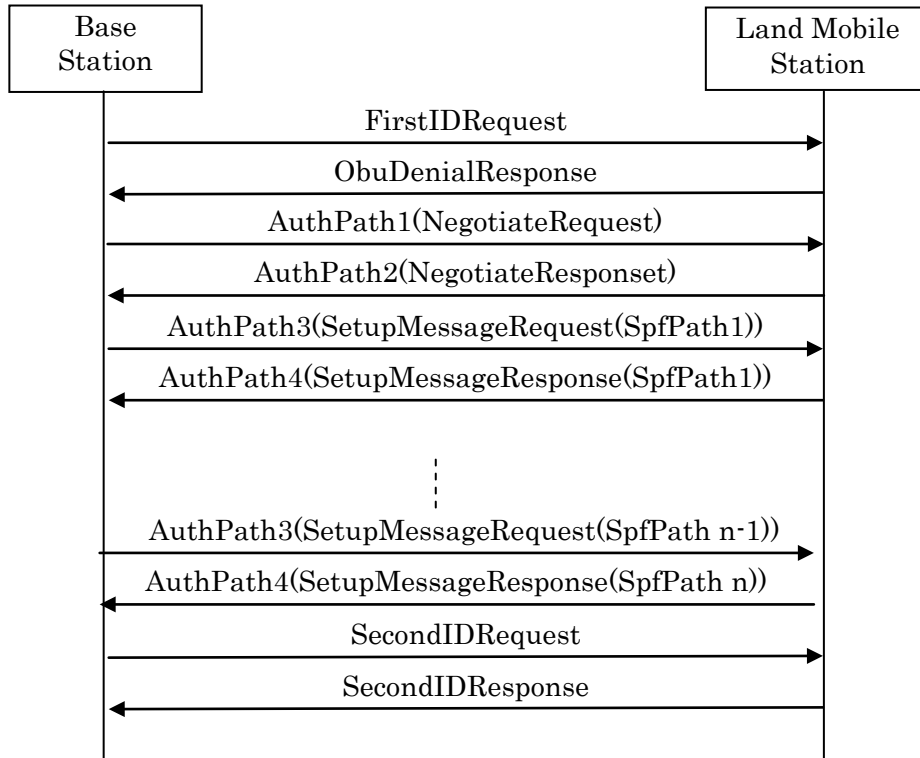 Base
Station
Land Mobile
Station
FirstIDRequest
ObuDenialResponse
AuthPath1(NegotiateRequest)
AuthPath2(NegotiateResponset)
AuthPath3(SetupMessageRequest(SpfPath1))
AuthPath4(SetupMessageResponse(SpfPath1))
AuthPath3(SetupMessageRequest(SpfPath n-1))
AuthPath4(SetupMessageResponse(SpfPath n))
SecondIDRequest
SecondIDResponse